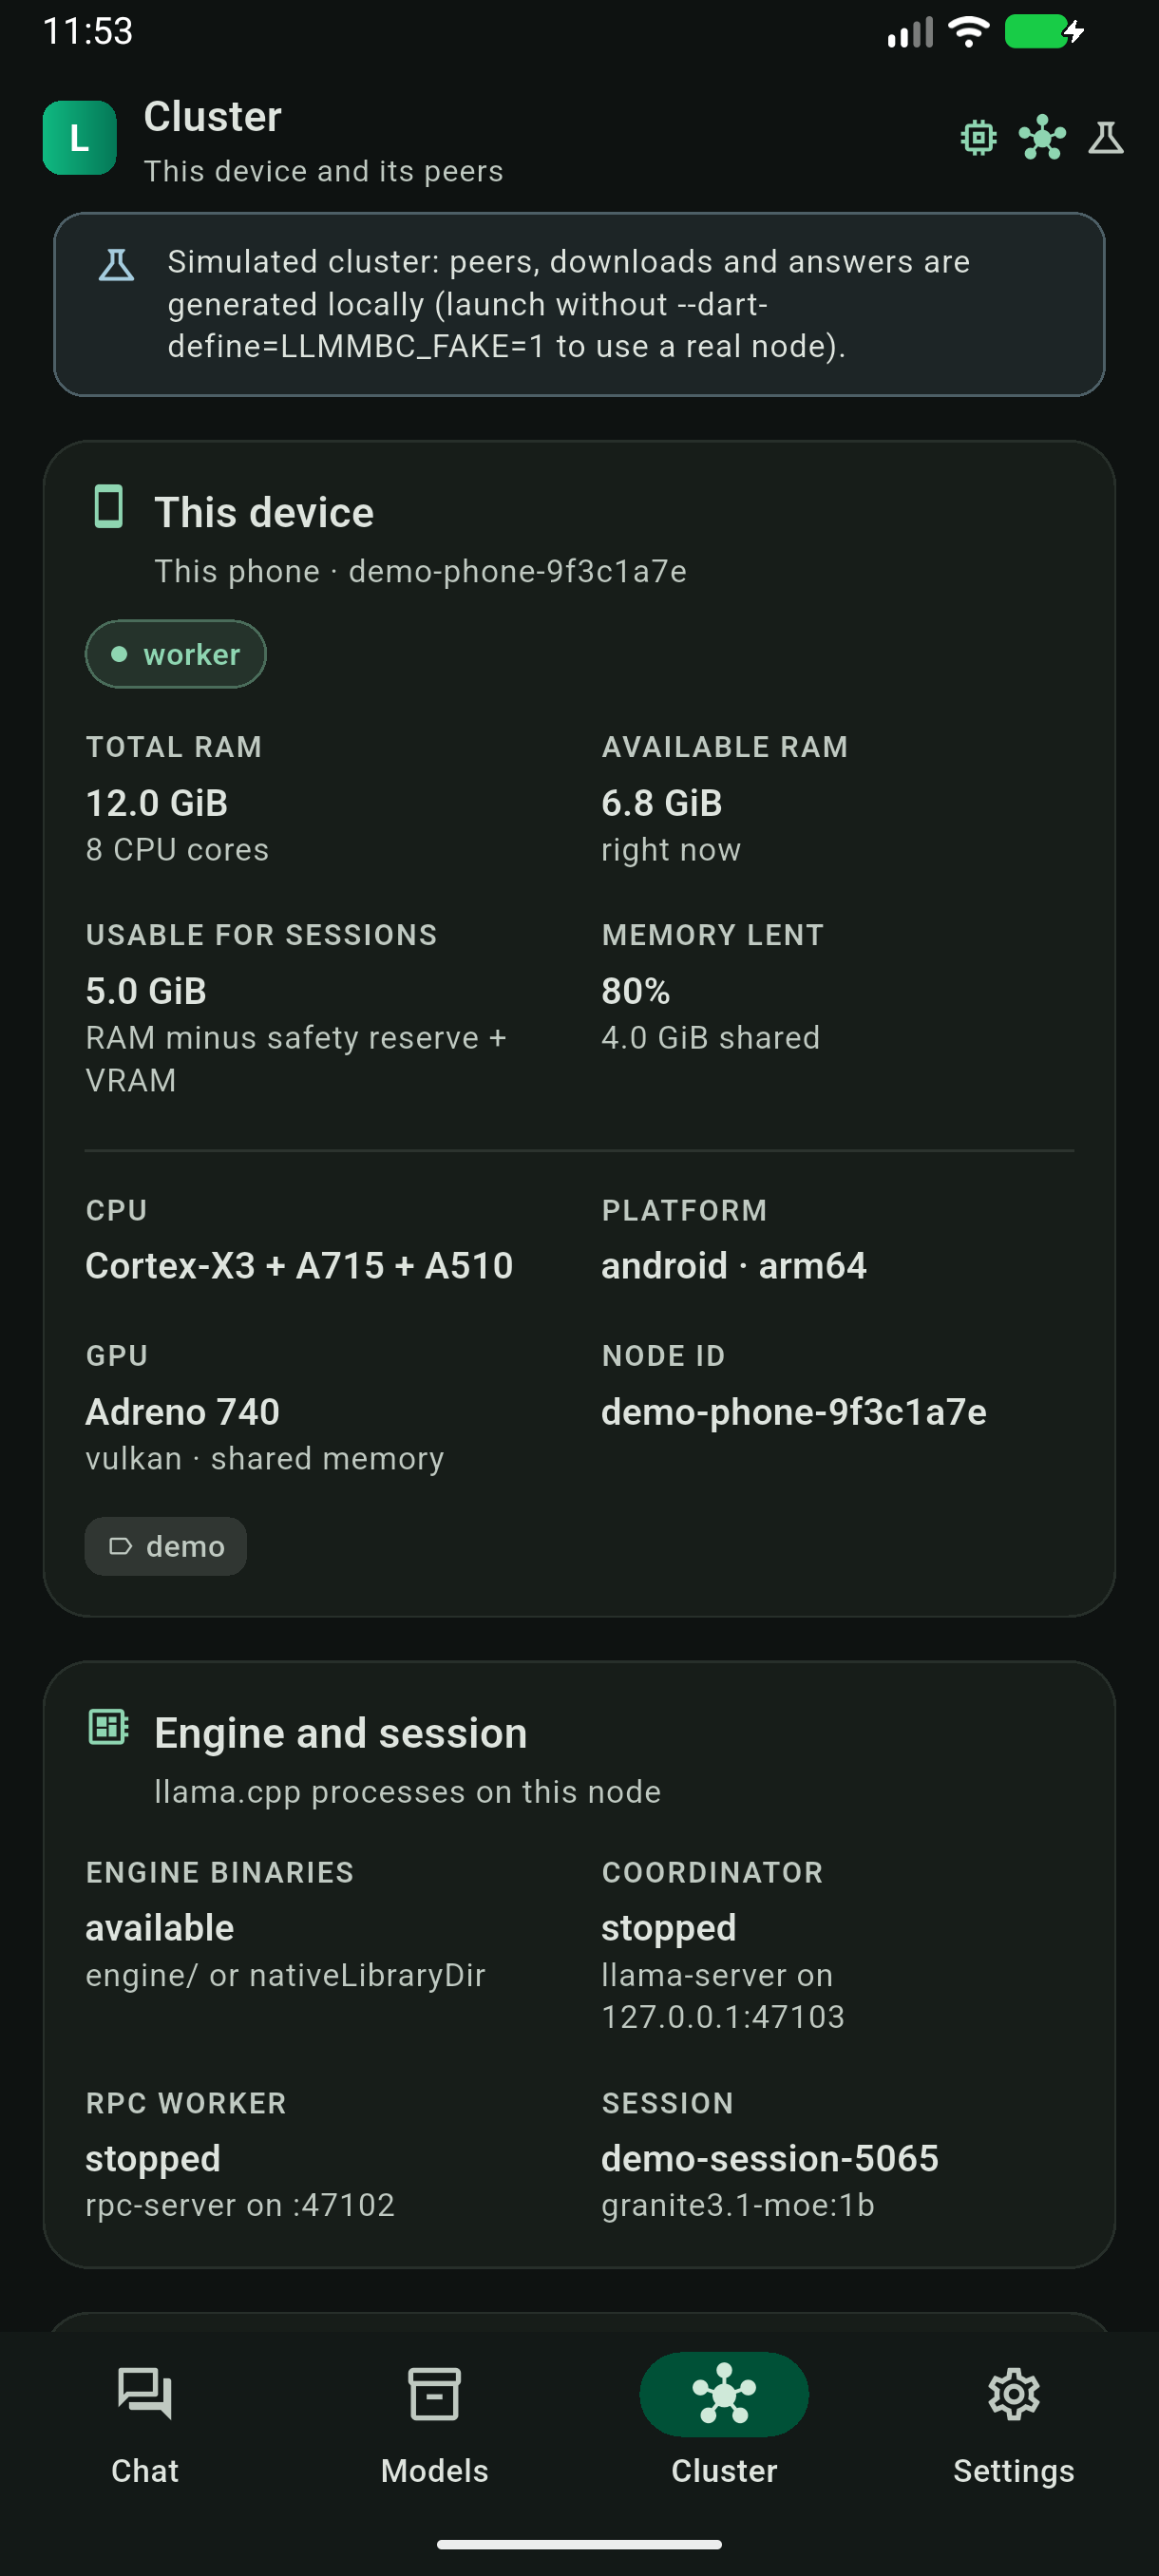 11:53
L
Cluster
This device and its peers
Simulated cluster: peers, downloads and answers are
generated locally (launch without --dart-
define=LLMMBC_FAKE=1 to use a real node).
This device
This phone · demo-phone-9f3c1a7e
worker
TOTAL RAM
12.0 GiB
8 CPU cores
AVAILABLE RAM
6.8 GiB
right now
USABLE FOR SESSIONS
5.0 GiB
RAM minus safety reserve +
VRAM
MEMORY LENT
80%
4.0 GiB shared
CPU
Cortex-X3 + A715 + A510
PLATFORM
android · arm64
GPU
Adreno 740
vulkan · shared memory
NODE ID
demo-phone-9f3c1a7e
demo
Engine and session
llama.cpp processes on this node
ENGINE BINARIES
available
engine/ or nativeLibraryDir
COORDINATOR
stopped
llama-server on
127.0.0.1:47103
RPC WORKER
stopped
rpc-server on :47102
SESSION
demo-session-5065
granite3.1-moe:1b
Chat
Models
Cluster
Settings